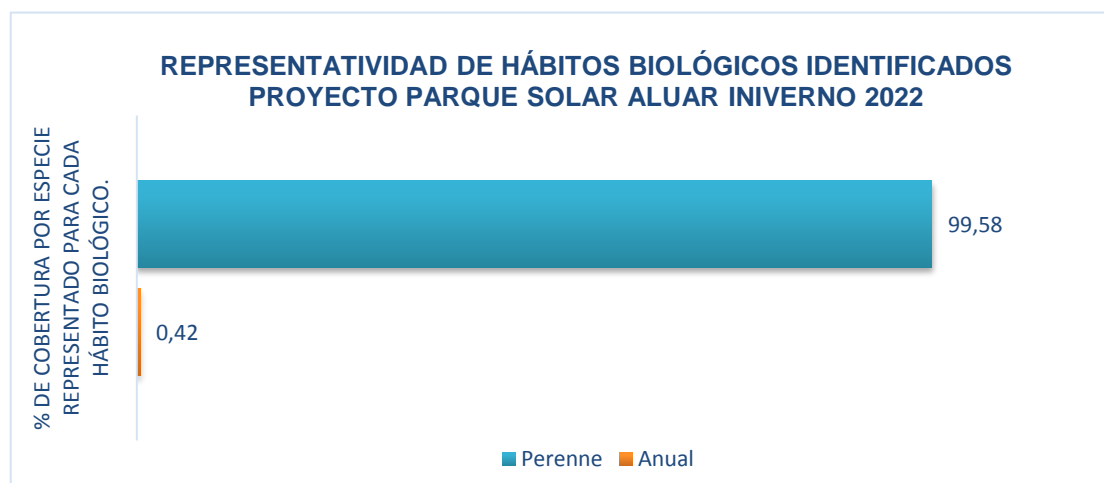 REPRESENTATIVIDAD DE HÁBITOS BIOLÓGICOS IDENTIFICADOS
PROYECTO PARQUE SOLAR ALUAR INIVERNO 2022
% DE COBERTURA POR ESPECIE
REPRESENTADO PARA CADA
HÁBITO BIOLÓGICO.
99,58
0,42
Perenne Anual